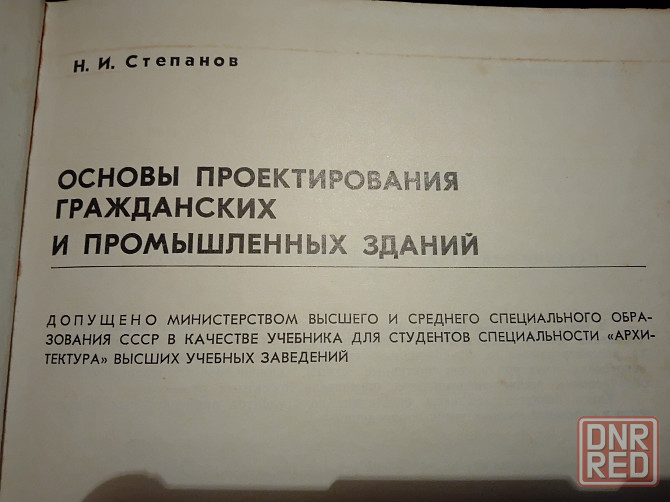 Н. И. Степанов
ОСНОВЫ ПРОЕКТИРОВАНИЯ
ГРАЖДАНСКИХ
И ПРОМЫШЛЕННЫХ ЗДАНИЙ
ДОПУЩЕНО МИНИСТЕРСТВОМ ВЫСШЕГО И СРЕДНЕГО СПЕЦИАЛЬНОГО ОБРА-
ЗОВАНИЯ СССР В КАЧЕСТВЕ УЧЕБНИКА ДЛЯ СТУДЕНТОВ СПЕЦИАЛЬНОСТИ «АРХИ-
ТЕКТУРА» ВЫСШИХ УЧЕБНЫХ ЗАВЕДЕНИЙ
DNR
RED